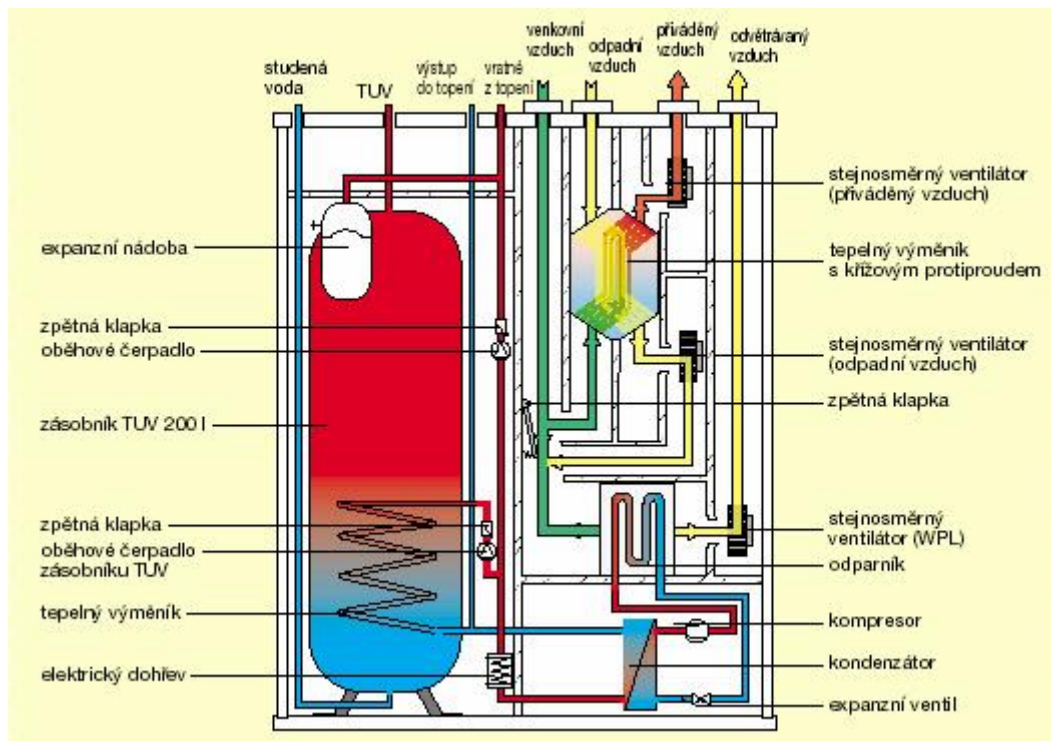 venkovní
vzduch
odpadní
vzduch
přiváděný
vzduch
odvětrávaný
vzduch
studená
voda
TUV
výstup
do topení
vratné
z topení
expanzní nádoba
zpětná klapka
oběhové čerpadlo
zásobník TUV 200 l
zpětná klapka
oběhové čerpadlo
zásobníku TUV
tepelný výměník
elektrický dohřev
stejnosměrný ventilátor
(přiváděný vzduch)
tepelný výměník
s křížovým protiproudem
stejnosměrný ventilátor
(odpadní vzduch)
zpětná klapka
stejnosměrný
ventilátor (WPL)
odparník
kompresor
kondenzátor
expanzní ventil